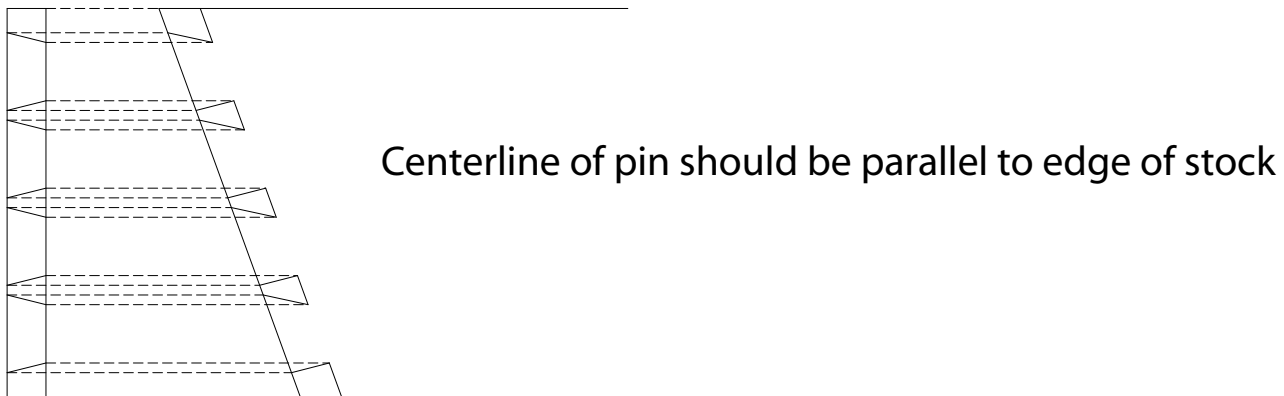 Centerline of pin should be parallel to edge of stock